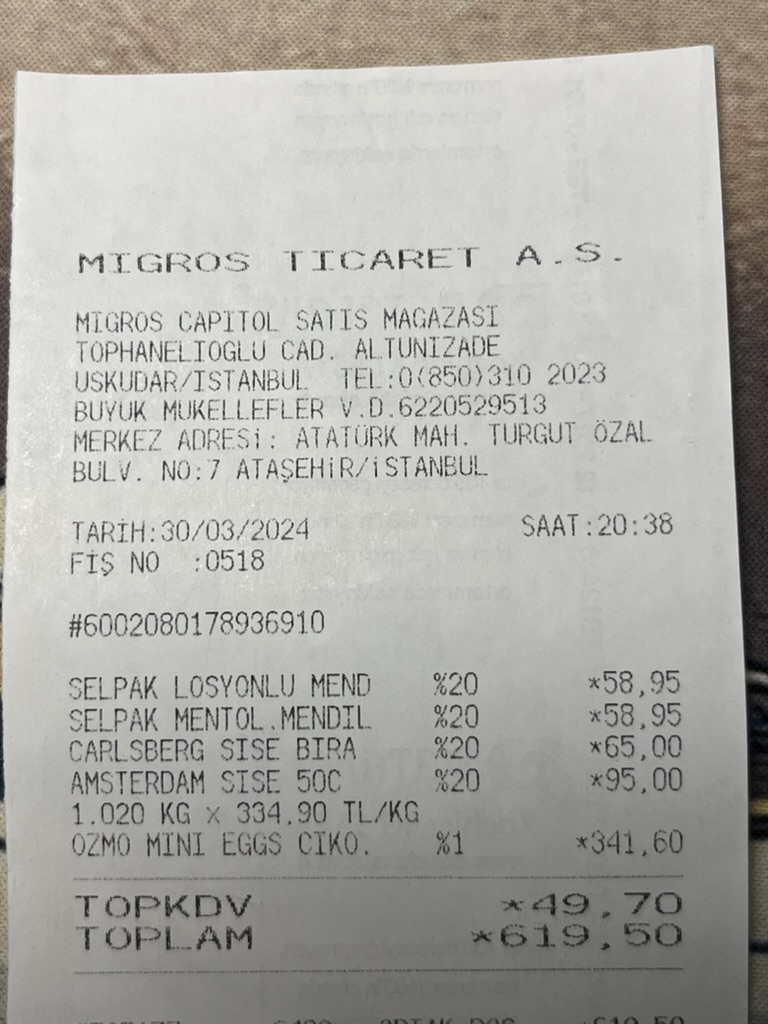 MIGROS TICARET A.S.
MIGROS CAPITOL SATIS MAGAZASI
TOPHANELIOGLU CAD. ALTUNIZADE
USKUDAR/ISTANBUL TEL:0(850)310 2023
BUYUK MUKELLEFLER V.D.6220529513
MERKEZ ADRESi: ATATÜRK MAH. TURGUT ÖZAL
BULV. NO:7 ATAŞEHiR/iSTANBUL
TARİH:30/03/2024 SAAT:20:38
FİŞ NO :0518
#6002080178936910
SELPAK LOSYONLU MEND %20 *58,95
SELPAK MENTOL.MENDIL %20 *58,95
CARLSBERG SISE BIRA %20 *65,00
AMSTERDAM SISE 50C %20 *95,00
1.020 KG x 334,90 TL/KG
OZMO MINI EGGS CIKO. %1 *341,60
TOPKDV *49,70
TOPLAM *619,50